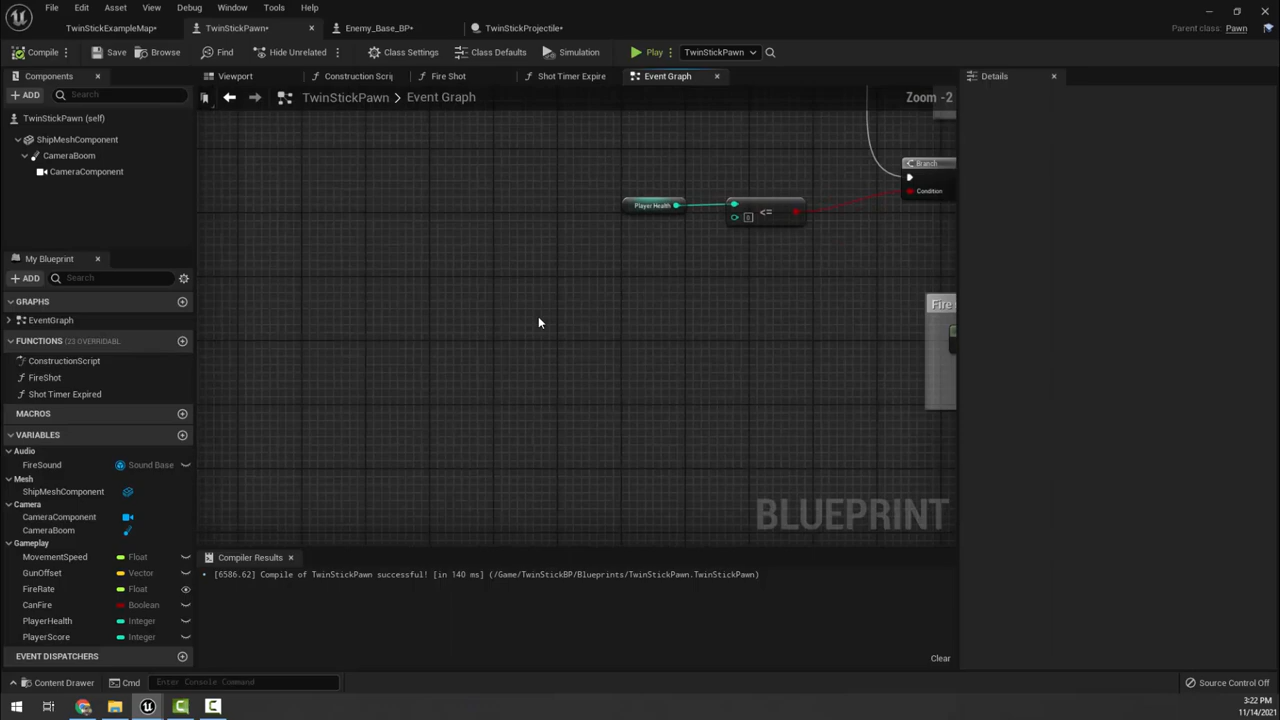 File Edit Asset View Debug Window Tools Help
TwinStickExampleMap• TwinStickPawn• Enemy_Base_BP• TwinStickProjectile•
Parent class: Pawn
Compile Save Browse Find Hide Unrelated Class Settings Class Defaults Simulation Play TwinStickPawn
Components Viewport Construction Scrip Fire Shot Shot Timer Expire Event Graph Details
ADD Search
TwinStickPawn > Event Graph Zoom -2
TwinStickPawn (self)
ShipMeshComponent
CameraBoom
CameraComponent
Branch
Condition
Player Health 0 <=
My Blueprint
ADD Search
GRAPHS
EventGraph
Fire
FUNCTIONS (23 OVERRIDABL
ConstructionScript
FireShot
Shot Timer Expired
MACROS
VARIABLES
Audio
FireSound Sound Base
Mesh
ShipMeshComponent
Camera
CameraComponent
CameraBoom
Gameplay
MovementSpeed Float
GunOffset Vector
FireRate Float
CanFire Boolean
PlayerHealth Integer
PlayerScore Integer
EVENT DISPATCHERS
BLUEPRINT
Compiler Results
[6586.62] Compile of TwinStickPawn successful! [in 140 ms] (/Game/TwinStickBP/Blueprints/TwinStickPawn.TwinStickPawn)
Clear
Content Drawer Cmd Enter Console Command Source Control Off
3:22 PM
11/14/2021